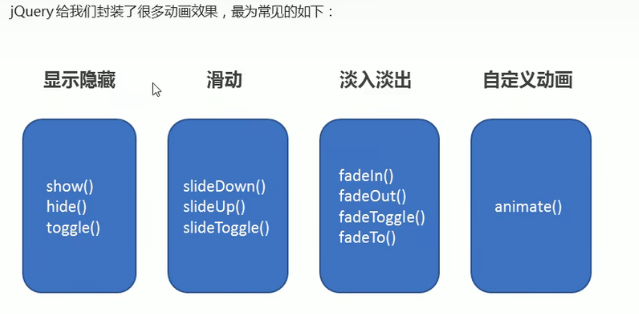 jQuery 给我们封装了很多动画效果，最为常见的如下：
显示隐藏
滑动
淡入淡出
自定义动画
show()
hide()
toggle()
slideDown()
slideUp()
slideToggle()
fadeIn()
fadeOut()
fadeToggle()
fadeTo()
animate()